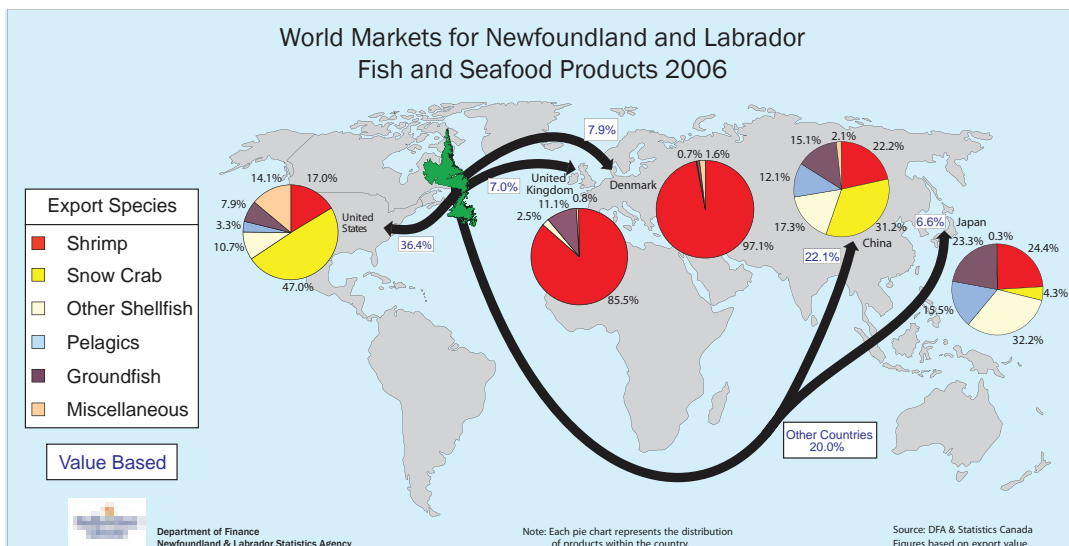 World Markets for Newfoundland and Labrador
Fish and Seafood Products 2006
7.9%
7.0%
36.4%
United
States
14.1%
17.0%
7.9%
3.3%
10.7%
47.0%
United
Kingdom
11.1%
0.8%
2.5%
85.5%
Denmark
0.7%
1.6%
97.1%
15.1%
2.1%
22.2%
12.1%
17.3%
31.2%
China
22.1%
6.6%
Japan
23.3%
0.3%
24.4%
4.3%
15.5%
32.2%
Other Countries
20.0%
Export Species
Shrimp
Snow Crab
Other Shellfish
Pelagics
Groundfish
Miscellaneous
Value Based
Department of Finance
Newfoundland & Labrador Statistics Agency
Note: Each pie chart represents the distribution
of products within the country
Source: DFA & Statistics Canada
Figures based on export value